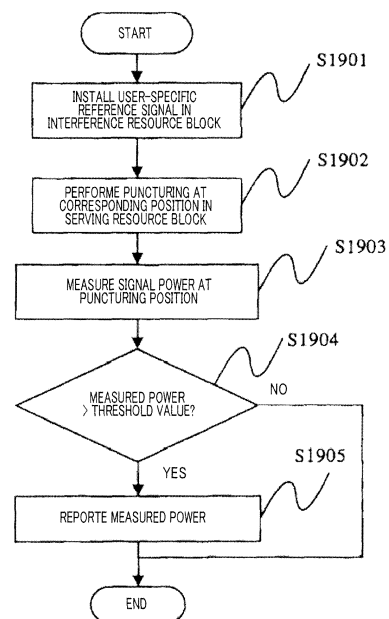 START
S1901
INSTALL USER-SPECIFIC
REFERENCE SIGNAL IN
INTERFERENCE RESOURCE BLOCK
S1902
PERFORME PUNCTURING AT
CORRESPONDING POSITION IN
SERVING RESOURCE BLOCK
S1903
MEASURE SIGNAL POWER AT
PUNCTURING POSITION
S1904
MEASURED POWER
> THRESHOLD VALUE?
NO
YES
S1905
REPORTE MEASURED POWER
END